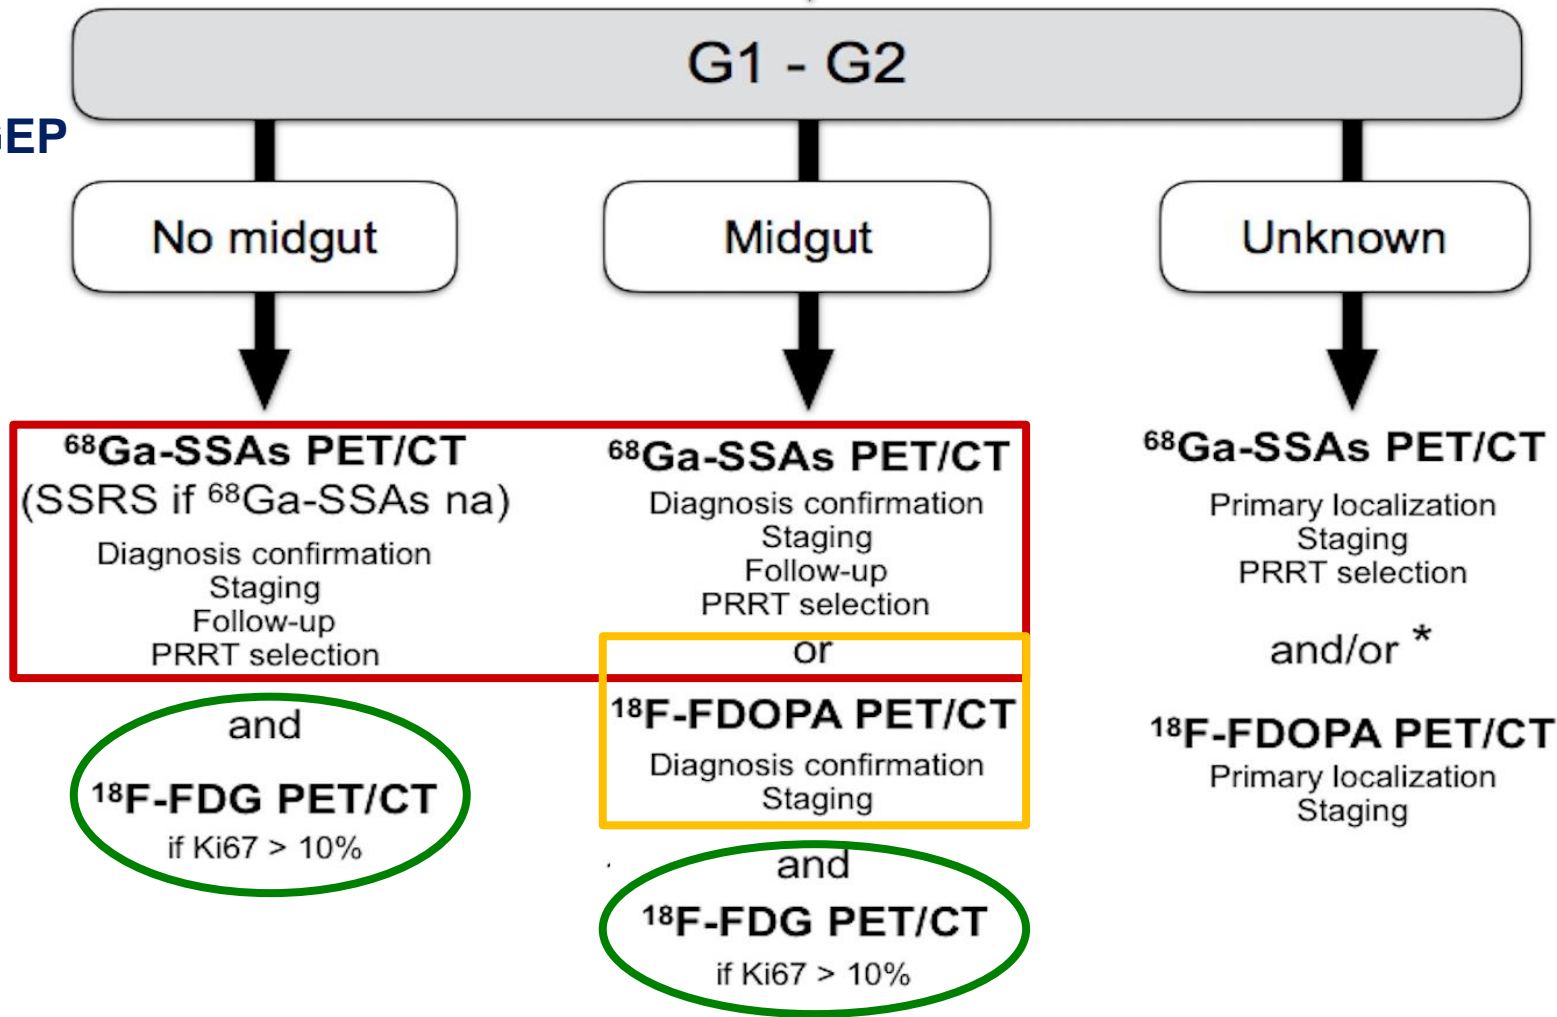 G1 - G2
GEP
No midgut
Midgut
Unknown
⁶⁸Ga-SSAs PET/CT
(SSRS if ⁶⁸Ga-SSAs na)
Diagnosis confirmation
Staging
Follow-up
PRRT selection
and
¹⁸F-FDG PET/CT
if Ki67 > 10%
⁶⁸Ga-SSAs PET/CT
Diagnosis confirmation
Staging
Follow-up
PRRT selection
or
¹⁸F-FDOPA PET/CT
Diagnosis confirmation
Staging
and
¹⁸F-FDG PET/CT
if Ki67 > 10%
⁶⁸Ga-SSAs PET/CT
Primary localization
Staging
PRRT selection
and/or *
¹⁸F-FDOPA PET/CT
Primary localization
Staging